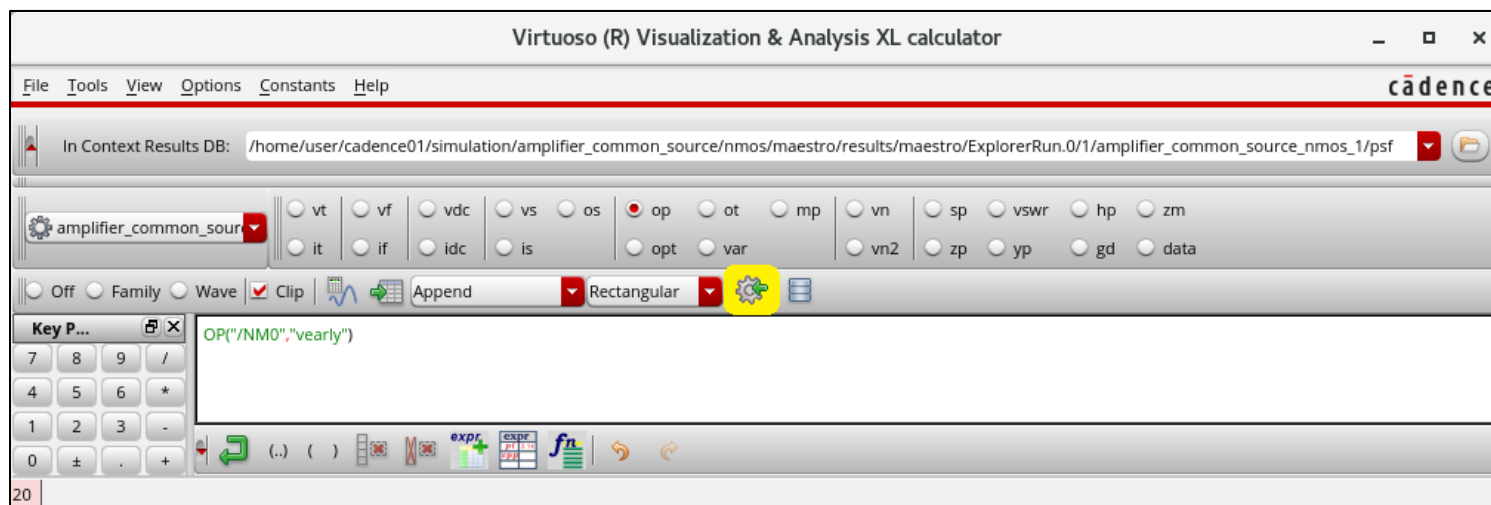 Virtuoso (R) Visualization & Analysis XL calculator
File Tools View Options Constants Help
cādence
In Context Results DB: /home/user/cadence01/simulation/amplifier_common_source/nmos/maestro/results/maestro/ExplorerRun.0/1/amplifier_common_source_nmos_1/psf
amplifier_common_sour
vt vf vdc vs os op ot mp vn sp vswr hp zm
it if idc is opt var vn2 zp yp gd data
Off Family Wave Clip Append Rectangular
Key P...
OP("/NM0","vearly")
7 8 9 /
4 5 6 *
1 2 3 -
0 ± . +
(..) ( ) expr expr fn
20